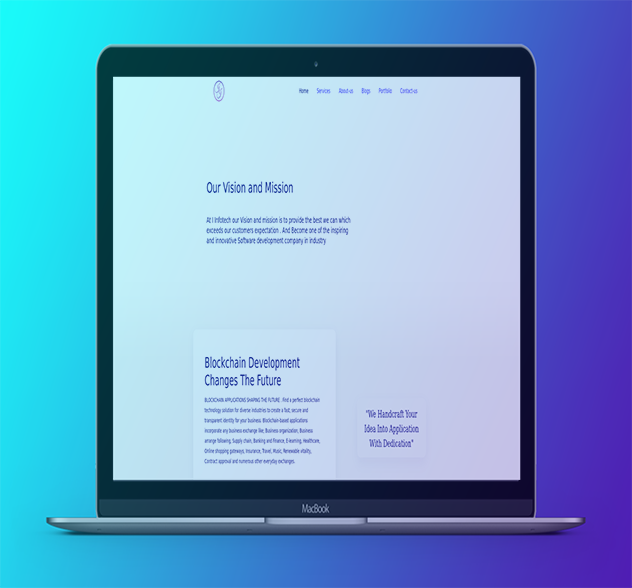 Home Services About us Blogs Portfolio Contact us
Our Vision and Mission
At I Infotech our Vision and mission is to provide the best we can which
exceeds our customers expectation . And Become one of the inspiring
and innovative Software development company in industry
Blockchain Development
Changes The Future
BLOCKCHAIN APPLICATIONS SHAPING THE FUTURE : Find a perfect blockchain
technology solution for diverse industries to create a fast, secure and
transparent identity for your business. Blockchain-based applications
incorporate any business exchange like; Business organization, Business
arrange following, Supply chain, Banking and Finance, E-learning, Healthcare,
Online shopping gateways, Insurance, Travel, Music, Renewable vitality,
Contract approval and numerous other everyday exchanges.
"We Handcraft Your
Idea Into Application
With Dedication"
MacBook